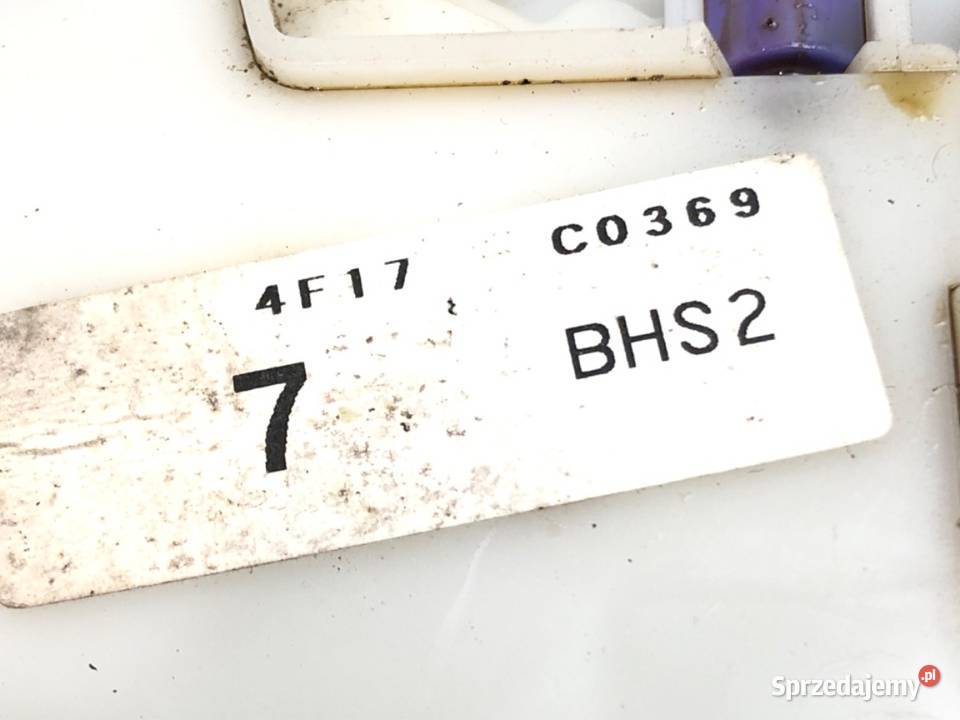 4F17 C0369
7 BHS2
Sprzedajemy.pl